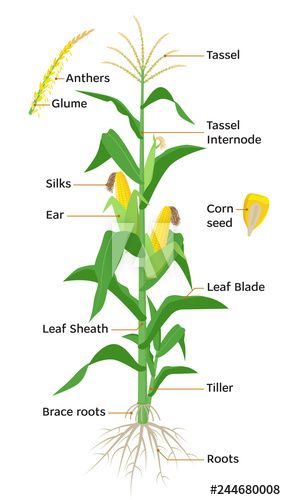 Tassel
Anthers
Glume
Tassel
Internode
Silks
Ear
Corn
seed
Leaf Blade
Leaf Sheath
Tiller
Brace roots
Roots
#244680008